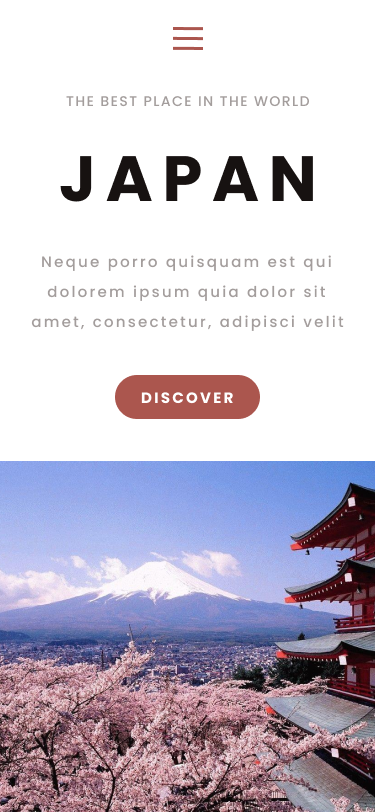 THE BEST PLACE IN THE WORLD
JAPAN
Neque porro quisquam est qui
dolorem ipsum quia dolor sit
amet, consectetur, adipisci velit
DISCOVER